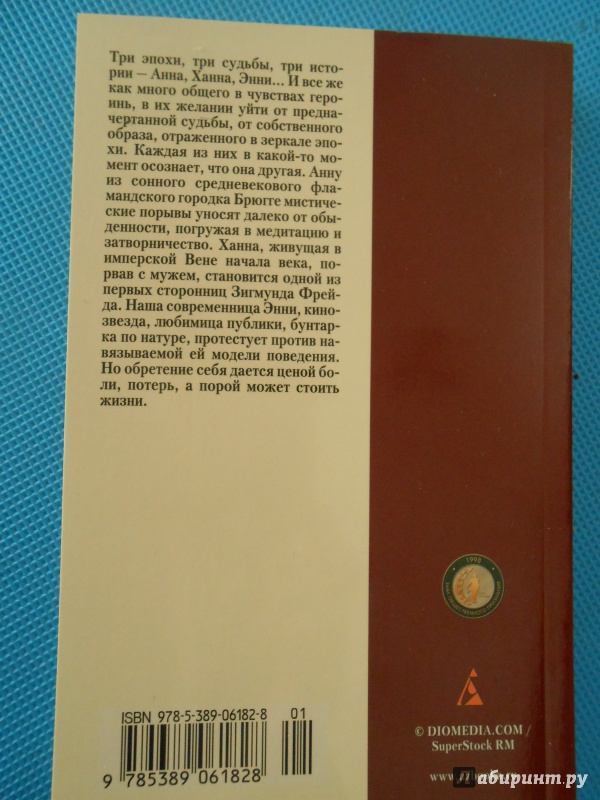 Три эпохи, три судьбы, три исто-
рии — Анна, Ханна, Энни... И все же
как много общего в чувствах геро-
инь, в их желании уйти от предна-
чертанной судьбы, от собственного
образа, отраженного в зеркале эпо-
хи. Каждая из них в какой-то мо-
мент осознает, что она другая. Анну
из сонного средневекового фла-
мандского городка Брюгге мистиче-
ские порывы уносят далеко от обы-
денности, погружая в медитацию и
затворничество. Ханна, живущая в
имперской Вене начала века, по-
рвав с мужем, становится одной из
первых сторонниц Зигмунда Фрей-
да. Наша современница Энни, кино-
звезда, любимица публики, бунтар-
ка по натуре, протестует против на-
вязываемой ей модели поведения.
Но обретение себя дается ценой бо-
ли, потерь, а порой может стоить
жизни.
1998
ISBN 978-5-389-06182-8 01
9 785389 061828
© DIOMEDIA.COM /
SuperStock RM
www.
лабиринт.ру